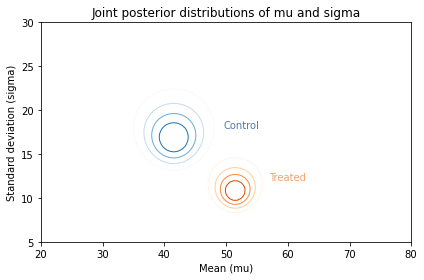 Joint posterior distributions of mu and sigma
Standard deviation (sigma)
30
25
20
15
10
5
Control
Treated
20 30 40 50 60 70 80
Mean (mu)